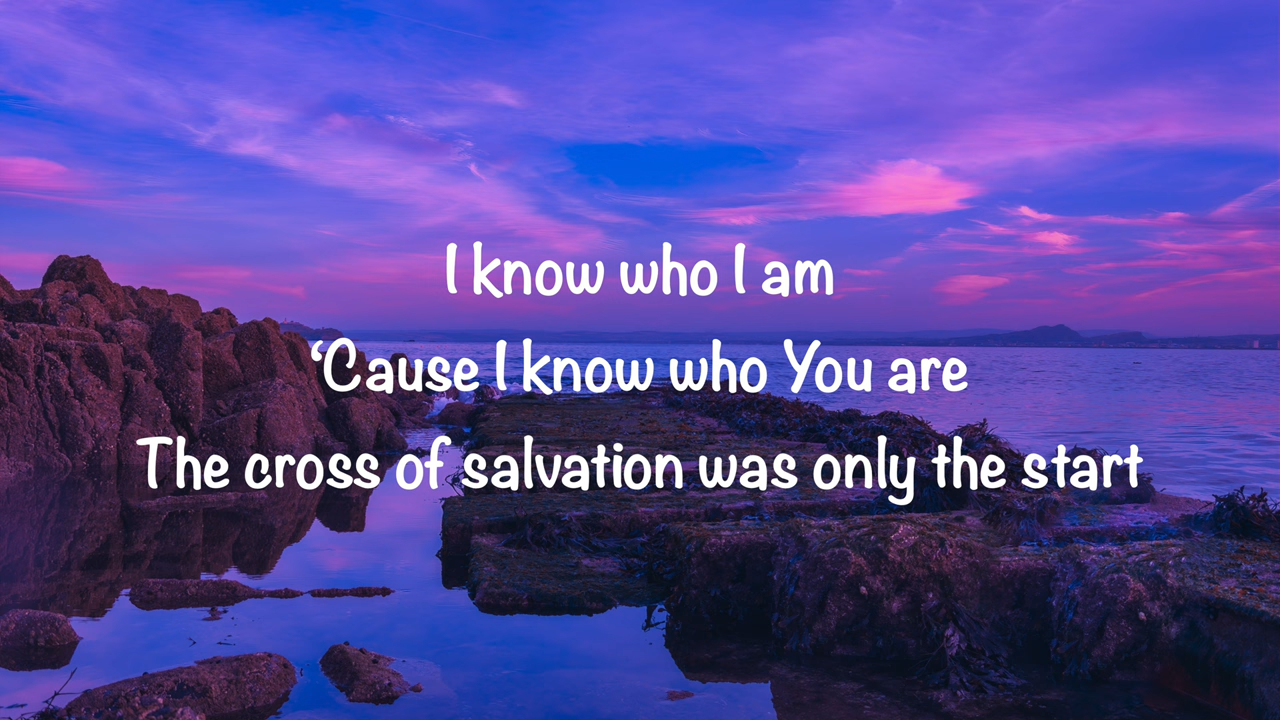 I know who I am
‘Cause I know who You are
The cross of salvation was only the start